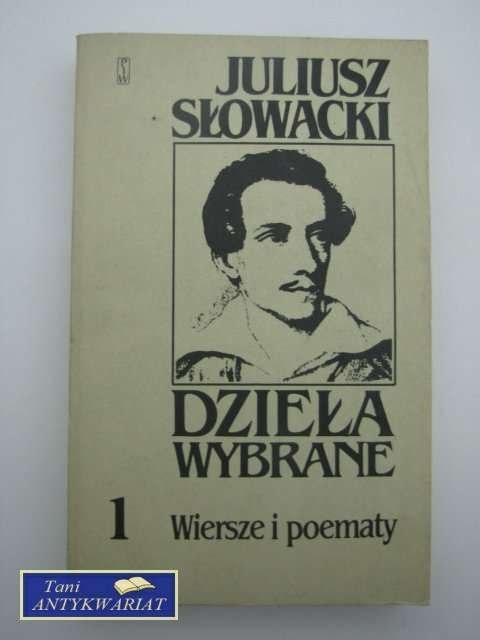 JULIUSZ
SŁOWACKI
DZIEŁA
WYBRANE
1 Wiersze i poematy
Tani
ANTYKWARIAT